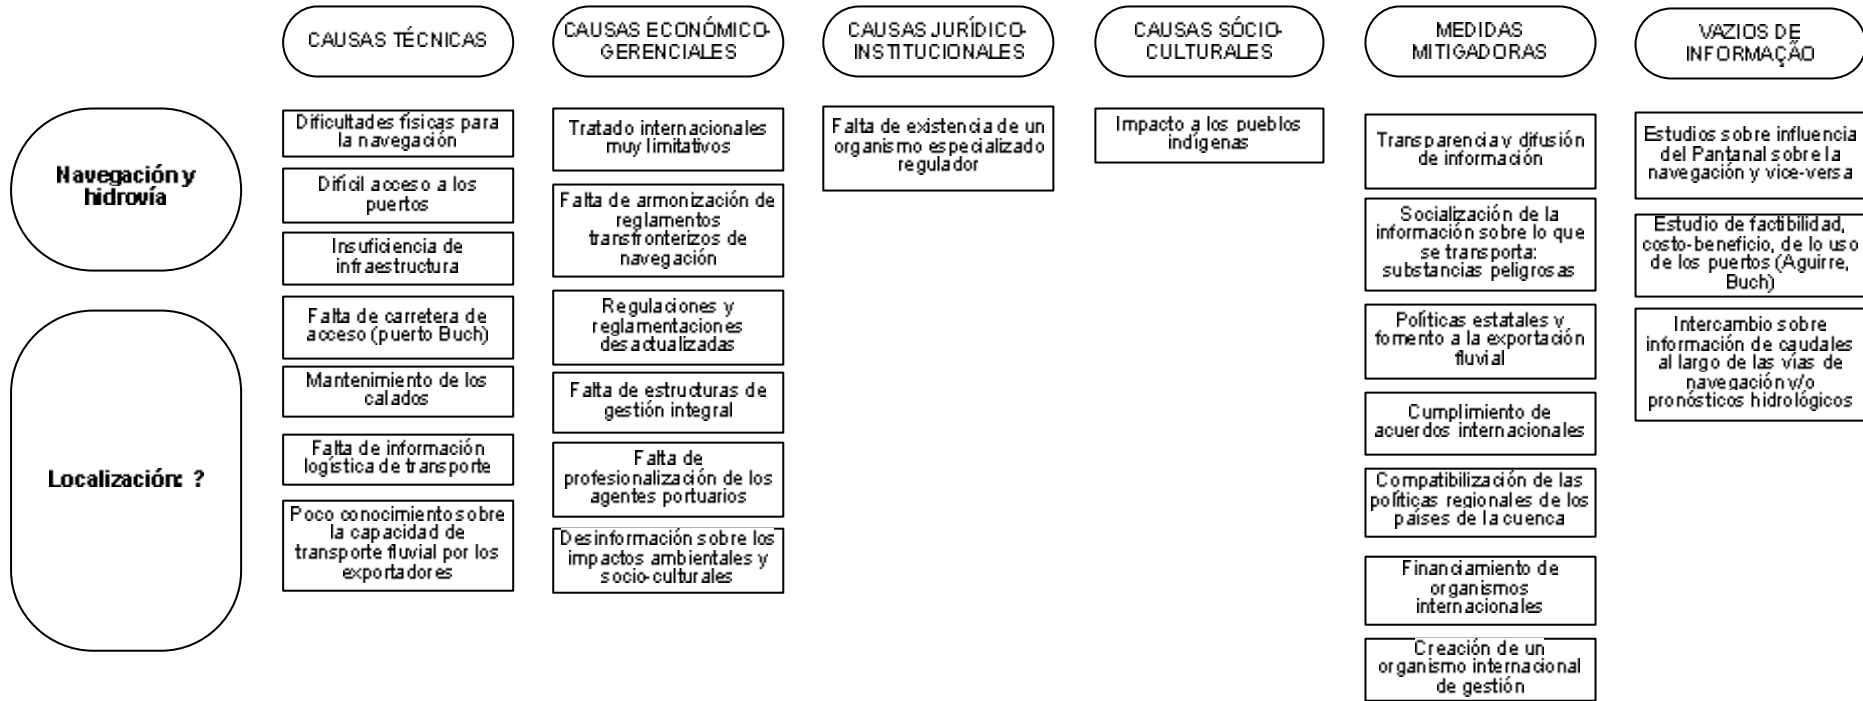 CAUSAS TÉCNICAS
CAUSAS ECONÓMICO-
GERENCIALES
CAUSAS JURÍDICO-
INSTITUCIONALES
CAUSAS SÓCIO-
CULTURALES
MEDIDAS
MITIGADORAS
VAZIOS DE
INFORMAÇÃO
Navegación y
hidrovía
Localización: ?
Dificultades físicas para
la navegación
Difícil acceso a los
puertos
Insuficiencia de
infraestructura
Falta de carretera de
acceso (puerto Buch)
Mantenimiento de los
calados
Falta de información
logística de transporte
Poco conocimiento sobre
la capacidad de
transporte fluvial por los
exportadores
Tratado internacionales
muy limitativos
Falta de armonización de
reglamentos
transfronterizos de
navegación
Regulaciones y
reglamentaciones
desactualizadas
Falta de estructuras de
gestión integral
Falta de
profesionalización de los
agentes portuarios
Desinformación sobre los
impactos ambientales y
socio-culturales
Falta de existencia de un
organismo especializado
regulador
Impacto a los pueblos
indígenas
Transparencia y difusión
de información
Socialización de la
información sobre lo que
se transporta:
substancias peligrosas
Políticas estatales y
fomento a la exportación
fluvial
Cumplimiento de
acuerdos internacionales
Compatibilización de las
políticas regionales de los
países de la cuenca
Financiamiento de
organismos
internacionales
Creación de un
organismo internacional
de gestión
Estudios sobre influencia
del Pantanal sobre la
navegación y vice-versa
Estudio de factibilidad,
costo-beneficio, de lo uso
de los puertos (Aguirre,
Buch)
Intercambio sobre
información de caudales
al largo de las vías de
navegación y/o
pronósticos hidrológicos